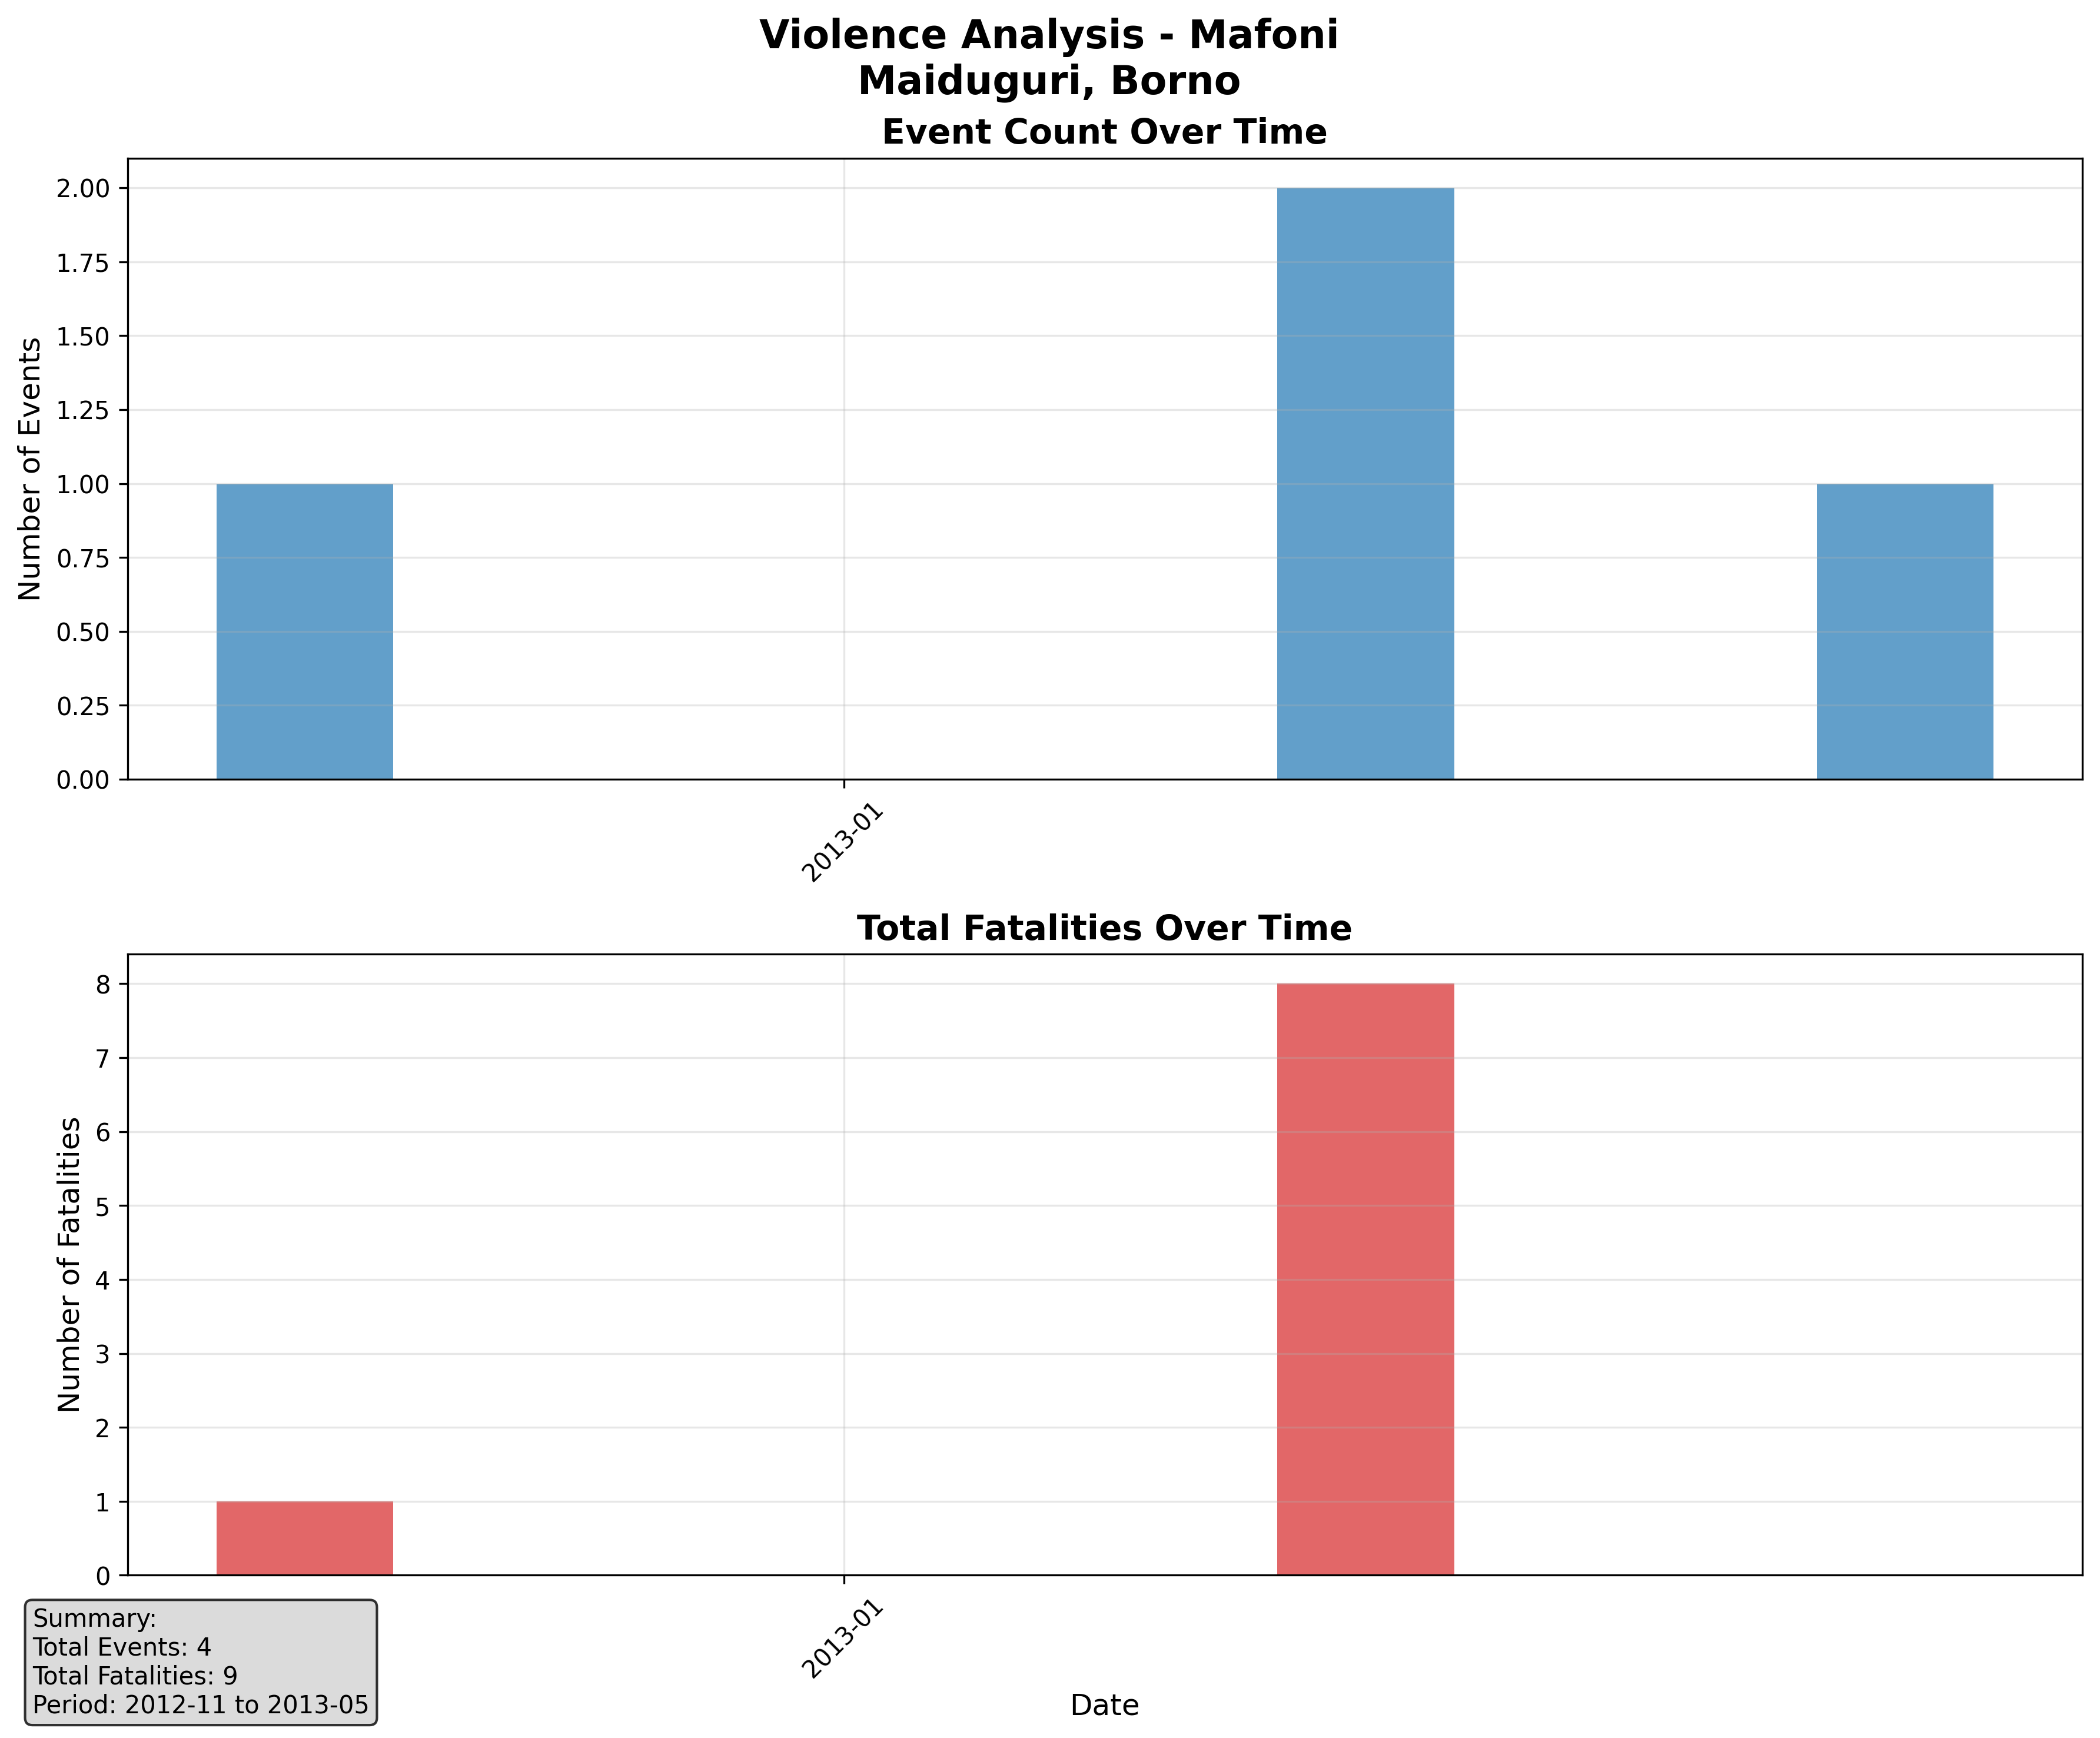 Violence Analysis - Mafoni
Maiduguri, Borno
Event Count Over Time
Number of Events
2.00
1.75
1.50
1.25
1.00
0.75
0.50
0.25
0.00
2013-01
Total Fatalities Over Time
Number of Fatalities
8
7
6
5
4
3
2
1
0
2013-01
Date
Summary:
Total Events: 4
Total Fatalities: 9
Period: 2012-11 to 2013-05